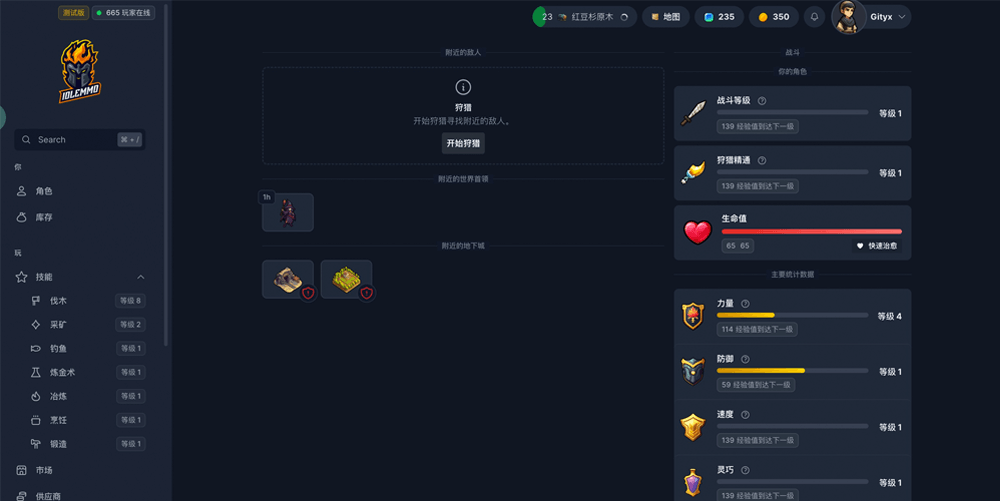 测试版
665 玩家在线
IDLEMMO
Search
⌘ + /
你
角色
库存
玩
技能
伐木
等级 8
采矿
等级 2
钓鱼
等级 1
炼金术
等级 1
冶炼
等级 1
烹饪
等级 1
锻造
等级 1
市场
供应商
23
红豆杉原木
地图
235
350
Gityx
附近的敌人
狩猎
开始狩猎寻找附近的敌人。
开始狩猎
附近的世界首领
1h
附近的地下城
战斗
你的角色
战斗等级
等级 1
139 经验值到达下一级
狩猎精通
等级 1
139 经验值到达下一级
生命值
65 65
快速治愈
主要统计数据
力量
等级 4
114 经验值到达下一级
防御
等级 1
59 经验值到达下一级
速度
等级 1
139 经验值到达下一级
灵巧
等级 1
139 经验值到达下一级